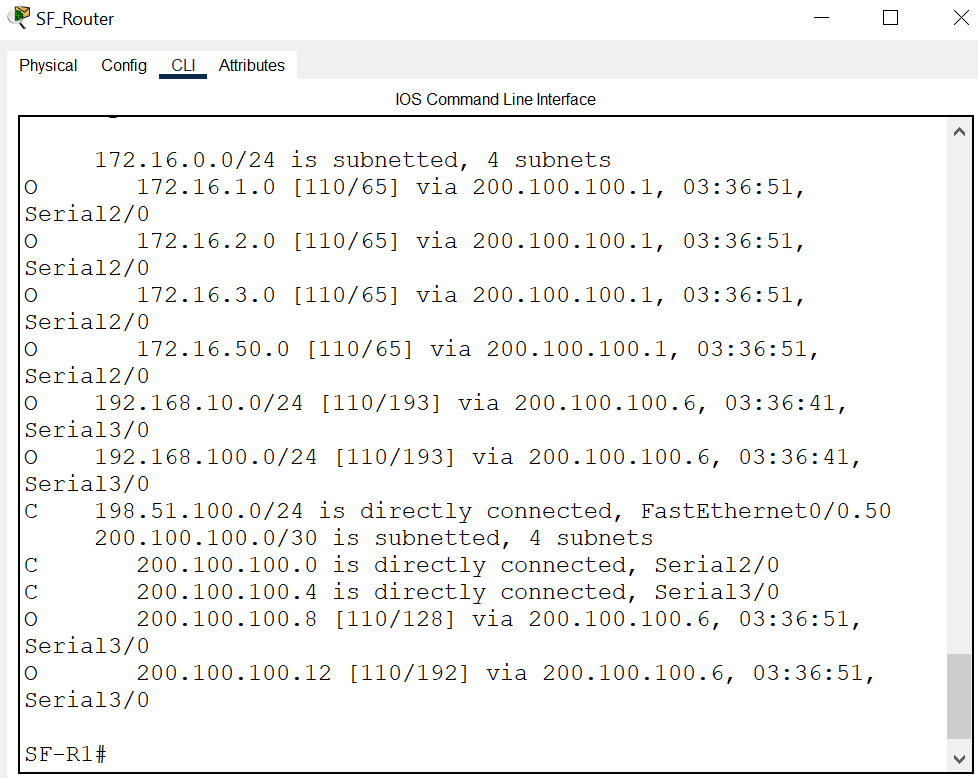 SF_Router
Physical Config CLI Attributes
IOS Command Line Interface
172.16.0.0/24 is subnetted, 4 subnets
O 172.16.1.0 [110/65] via 200.100.100.1, 03:36:51,
Serial2/0
O 172.16.2.0 [110/65] via 200.100.100.1, 03:36:51,
Serial2/0
O 172.16.3.0 [110/65] via 200.100.100.1, 03:36:51,
Serial2/0
O 172.16.50.0 [110/65] via 200.100.100.1, 03:36:51,
Serial2/0
O 192.168.10.0/24 [110/193] via 200.100.100.6, 03:36:41,
Serial3/0
O 192.168.100.0/24 [110/193] via 200.100.100.6, 03:36:41,
Serial3/0
C 198.51.100.0/24 is directly connected, FastEthernet0/0.50
200.100.100.0/30 is subnetted, 4 subnets
C 200.100.100.0 is directly connected, Serial2/0
C 200.100.100.4 is directly connected, Serial3/0
O 200.100.100.8 [110/128] via 200.100.100.6, 03:36:51,
Serial3/0
O 200.100.100.12 [110/192] via 200.100.100.6, 03:36:51,
Serial3/0
SF-R1#